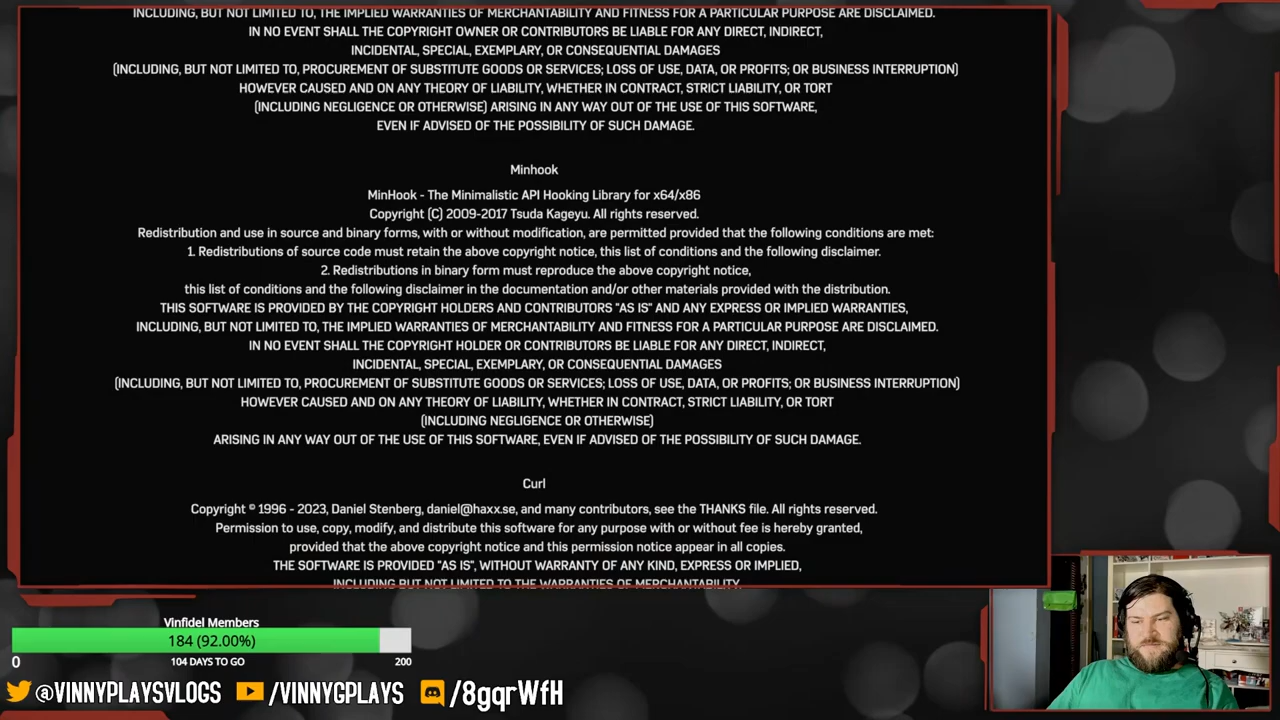 INCLUDING, BUT NOT LIMITED TO, THE IMPLIED WARRANTIES OF MERCHANTABILITY AND FITNESS FOR A PARTICULAR PURPOSE ARE DISCLAIMED.
IN NO EVENT SHALL THE COPYRIGHT OWNER OR CONTRIBUTORS BE LIABLE FOR ANY DIRECT, INDIRECT,
INCIDENTAL, SPECIAL, EXEMPLARY, OR CONSEQUENTIAL DAMAGES
(INCLUDING, BUT NOT LIMITED TO, PROCUREMENT OF SUBSTITUTE GOODS OR SERVICES; LOSS OF USE, DATA, OR PROFITS; OR BUSINESS INTERRUPTION)
HOWEVER CAUSED AND ON ANY THEORY OF LIABILITY, WHETHER IN CONTRACT, STRICT LIABILITY, OR TORT
(INCLUDING NEGLIGENCE OR OTHERWISE) ARISING IN ANY WAY OUT OF THE USE OF THIS SOFTWARE,
EVEN IF ADVISED OF THE POSSIBILITY OF SUCH DAMAGE.
Minhook
MinHook - The Minimalistic API Hooking Library for x64/x86
Copyright (C) 2009-2017 Tsuda Kageyu. All rights reserved.
Redistribution and use in source and binary forms, with or without modification, are permitted provided that the following conditions are met:
1. Redistributions of source code must retain the above copyright notice, this list of conditions and the following disclaimer.
2. Redistributions in binary form must reproduce the above copyright notice,
this list of conditions and the following disclaimer in the documentation and/or other materials provided with the distribution.
THIS SOFTWARE IS PROVIDED BY THE COPYRIGHT HOLDERS AND CONTRIBUTORS "AS IS" AND ANY EXPRESS OR IMPLIED WARRANTIES,
INCLUDING, BUT NOT LIMITED TO, THE IMPLIED WARRANTIES OF MERCHANTABILITY AND FITNESS FOR A PARTICULAR PURPOSE ARE DISCLAIMED.
IN NO EVENT SHALL THE COPYRIGHT HOLDER OR CONTRIBUTORS BE LIABLE FOR ANY DIRECT, INDIRECT,
INCIDENTAL, SPECIAL, EXEMPLARY, OR CONSEQUENTIAL DAMAGES
(INCLUDING, BUT NOT LIMITED TO, PROCUREMENT OF SUBSTITUTE GOODS OR SERVICES; LOSS OF USE, DATA, OR PROFITS; OR BUSINESS INTERRUPTION)
HOWEVER CAUSED AND ON ANY THEORY OF LIABILITY, WHETHER IN CONTRACT, STRICT LIABILITY, OR TORT
(INCLUDING NEGLIGENCE OR OTHERWISE)
ARISING IN ANY WAY OUT OF THE USE OF THIS SOFTWARE, EVEN IF ADVISED OF THE POSSIBILITY OF SUCH DAMAGE.
Curl
Copyright © 1996 - 2023, Daniel Stenberg, daniel@haxx.se, and many contributors, see the THANKS file. All rights reserved.
Permission to use, copy, modify, and distribute this software for any purpose with or without fee is hereby granted,
provided that the above copyright notice and this permission notice appear in all copies.
THE SOFTWARE IS PROVIDED "AS IS", WITHOUT WARRANTY OF ANY KIND, EXPRESS OR IMPLIED,
INCLUDING BUT NOT LIMITED TO THE WARRANTIES OF MERCHANTABILITY,
Vinfidel Members
184 (92.00%)
0 104 DAYS TO GO 200
@VINNYPLAYSVLOGS /VINNYGPLAYS /8gqrWfH